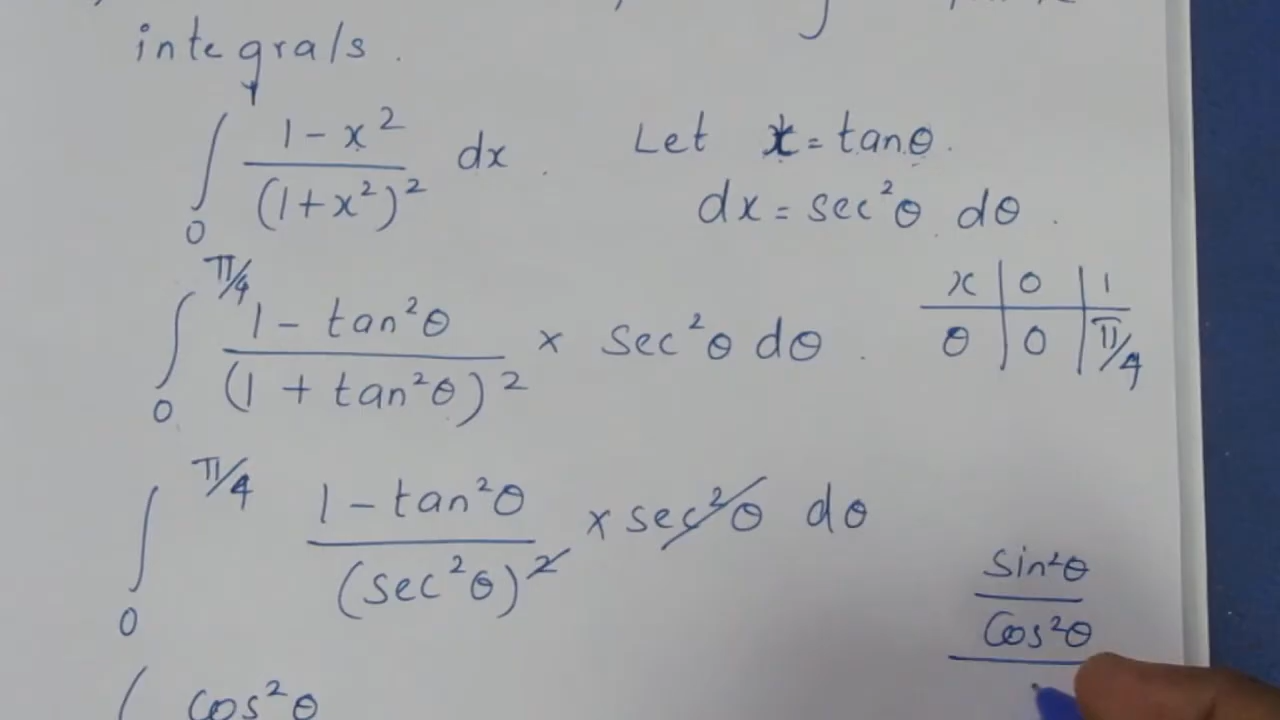 integrals.
∫₀¹ (1-x²)/(1+x²)² dx. Let x=tanθ.
dx = sec²θ dθ.
∫₀^(π/4) (1-tan²θ)/(1+tan²θ)² × sec²θ dθ.
x | 0 | 1
θ | 0 | π/4
∫₀^(π/4) (1-tan²θ)/(sec²θ)² × sec²θ dθ
sin²θ
cos²θ
∫ cos²θ